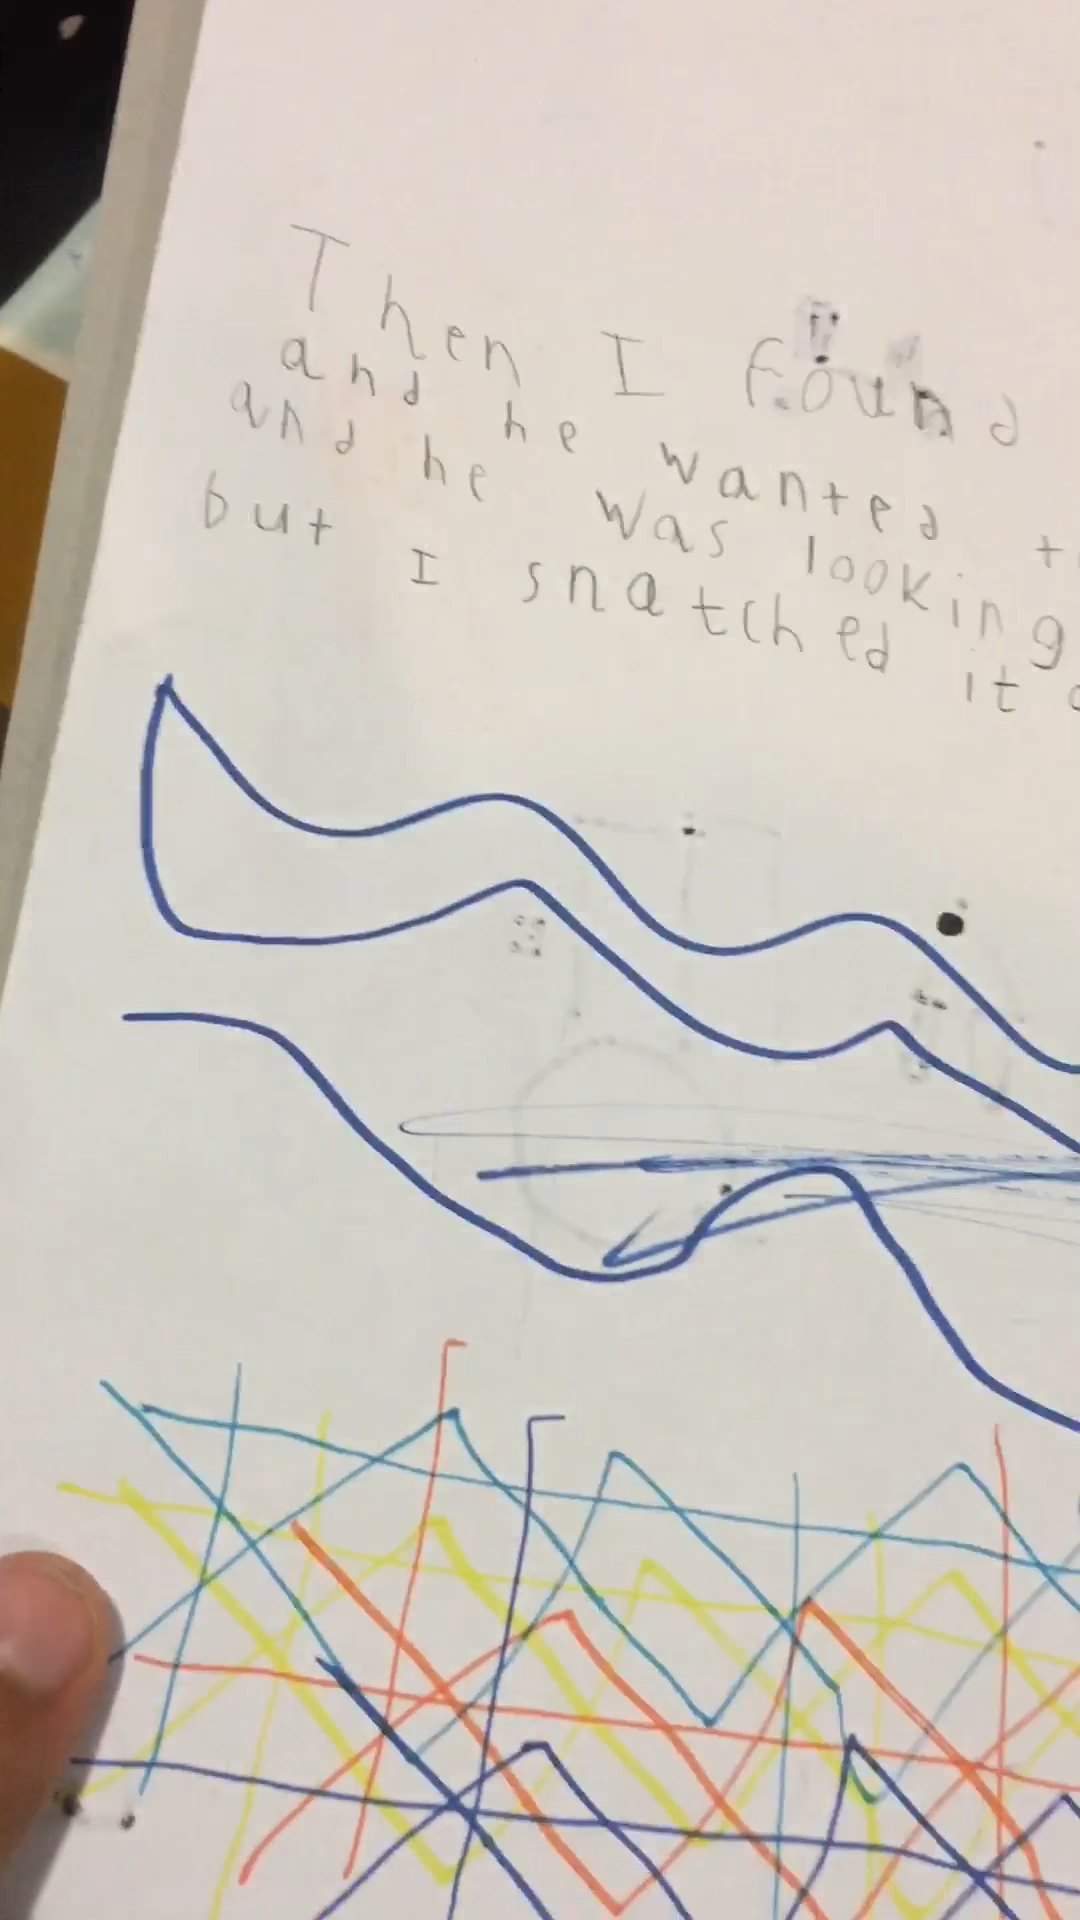 Then I found
and he wanted
and he was looking
but I snatched it